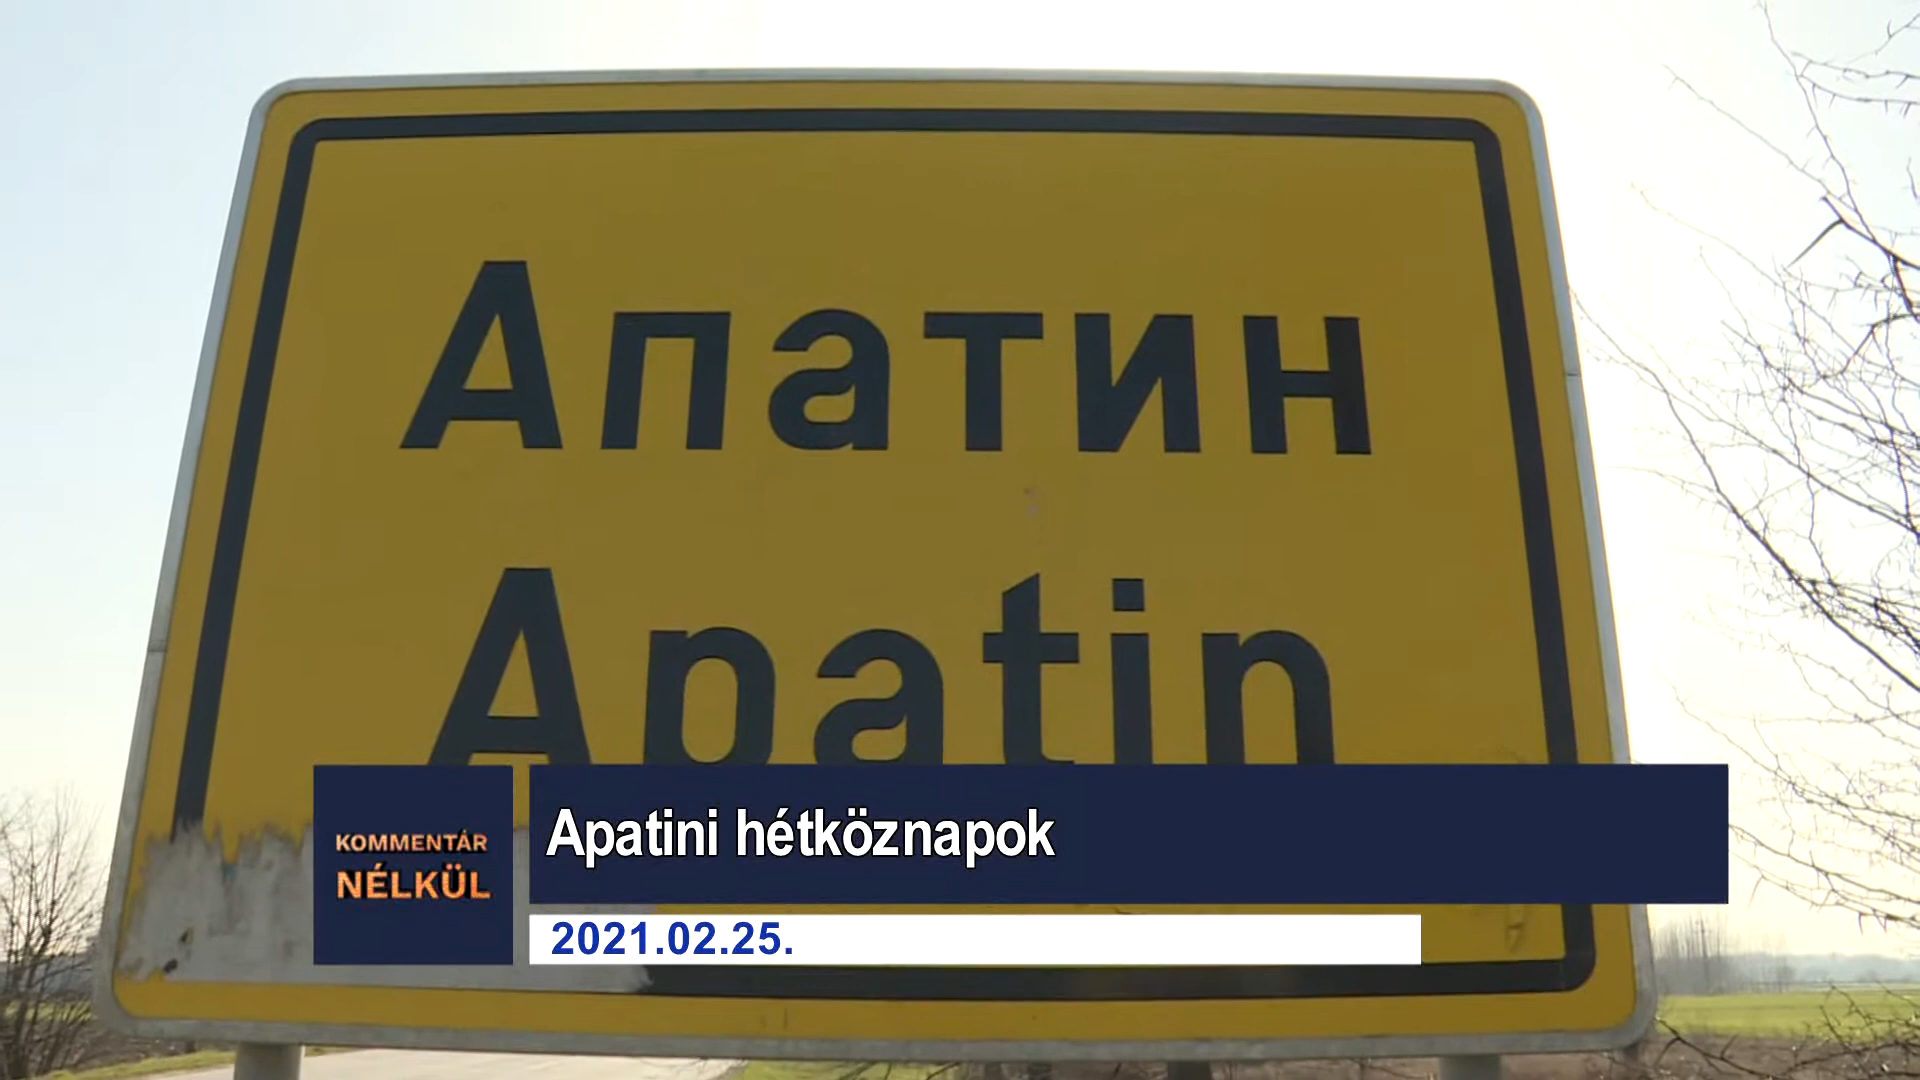 Апатин
Apatin
KOMMENTÁR
NÉLKÜL
Apatini hétköznapok
2021.02.25.